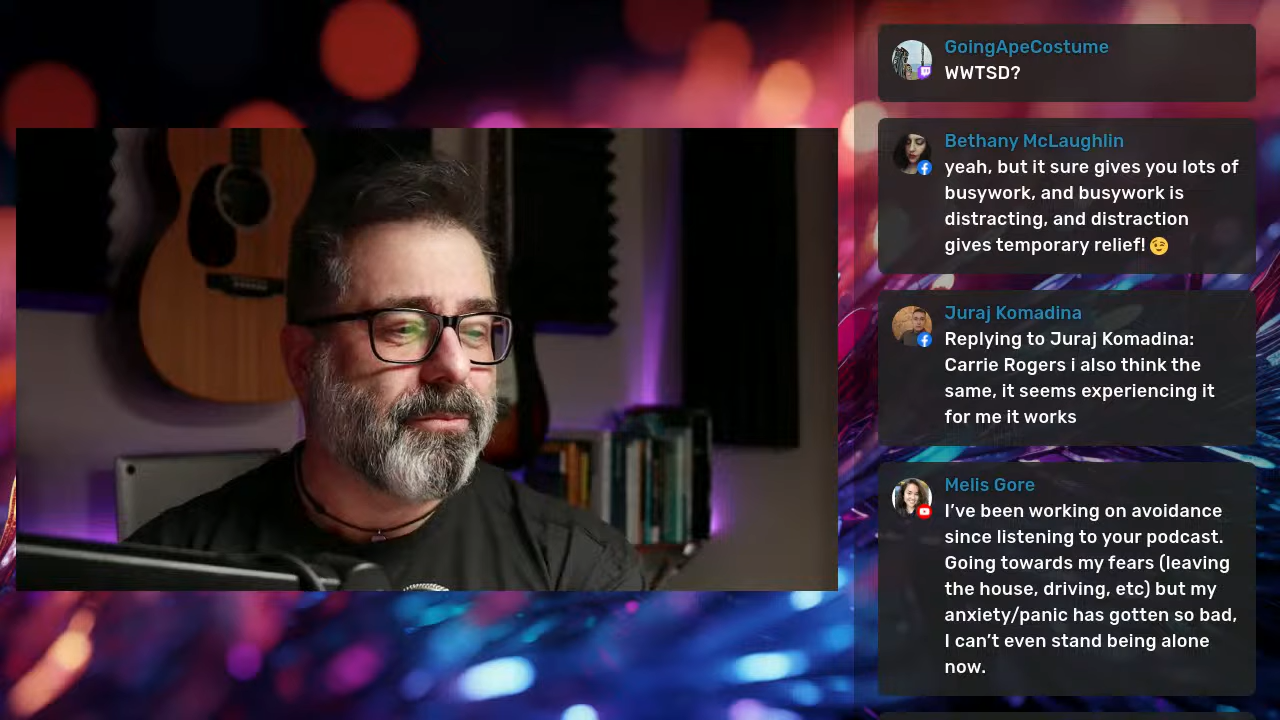 GoingApeCostume
WWTSD?
Bethany McLaughlin
yeah, but it sure gives you lots of
busywork, and busywork is
distracting, and distraction
gives temporary relief! 😉
Juraj Komadina
Replying to Juraj Komadina:
Carrie Rogers i also think the
same, it seems experiencing it
for me it works
Melis Gore
I’ve been working on avoidance
since listening to your podcast.
Going towards my fears (leaving
the house, driving, etc) but my
anxiety/panic has gotten so bad,
I can’t even stand being alone
now.